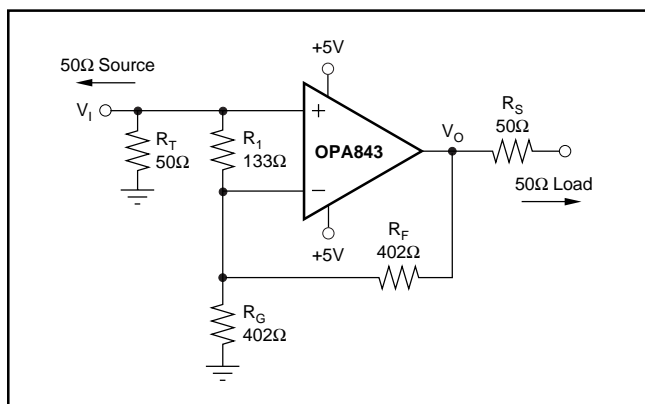 +5V
50Ω Source
V_I
R_T
50Ω
R_1
133Ω
+
−
OPA843
V_O
R_S
50Ω
50Ω Load
+5V
R_F
402Ω
R_G
402Ω